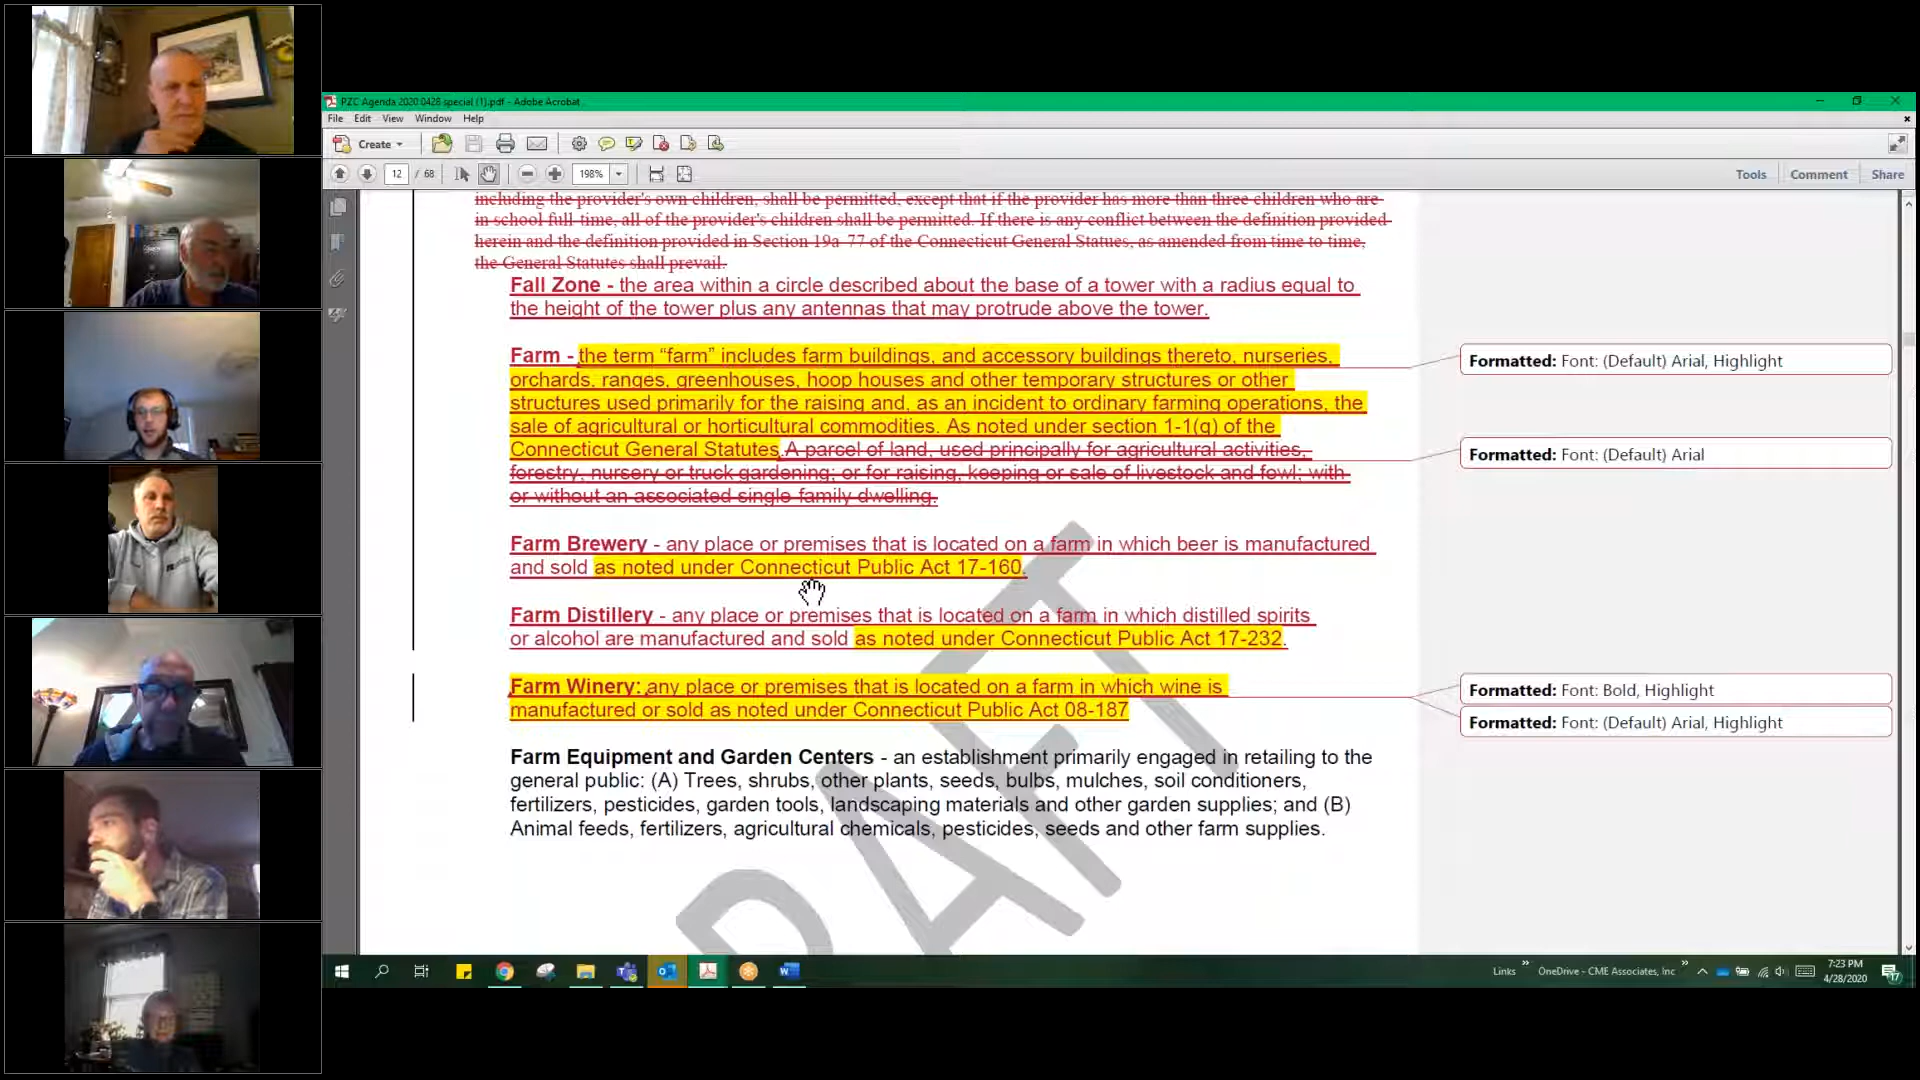 PZC Agenda 2020 0428 special (1).pdf - Adobe Acrobat
File Edit View Window Help
Create
12 / 68 198% Tools Comment Share
including the provider's own children, shall be permitted, except that if the provider has more than three children who are
in school full-time, all of the provider's children shall be permitted. If there is any conflict between the definition provided
herein and the definition provided in Section 19a-77 of the Connecticut General Statues, as amended from time to time,
the General Statutes shall prevail.
Fall Zone - the area within a circle described about the base of a tower with a radius equal to
the height of the tower plus any antennas that may protrude above the tower.
Farm - the term “farm” includes farm buildings, and accessory buildings thereto, nurseries,
orchards, ranges, greenhouses, hoop houses and other temporary structures or other
structures used primarily for the raising and, as an incident to ordinary farming operations, the
sale of agricultural or horticultural commodities. As noted under section 1-1(q) of the
Connecticut General Statutes. A parcel of land, used principally for agricultural activities,
forestry, nursery or truck gardening; or for raising, keeping or sale of livestock and fowl; with
or without an associated single-family dwelling.
Formatted: Font: (Default) Arial, Highlight
Formatted: Font: (Default) Arial
Farm Brewery - any place or premises that is located on a farm in which beer is manufactured
and sold as noted under Connecticut Public Act 17-160.
Farm Distillery - any place or premises that is located on a farm in which distilled spirits
or alcohol are manufactured and sold as noted under Connecticut Public Act 17-232.
Farm Winery: any place or premises that is located on a farm in which wine is
manufactured or sold as noted under Connecticut Public Act 08-187
Formatted: Font: Bold, Highlight
Formatted: Font: (Default) Arial, Highlight
Farm Equipment and Garden Centers - an establishment primarily engaged in retailing to the
general public: (A) Trees, shrubs, other plants, seeds, bulbs, mulches, soil conditioners,
fertilizers, pesticides, garden tools, landscaping materials and other garden supplies; and (B)
Animal feeds, fertilizers, agricultural chemicals, pesticides, seeds and other farm supplies.
DRAFT
Links OneDrive - CME Associates, Inc
7:23 PM
4/28/2020
17